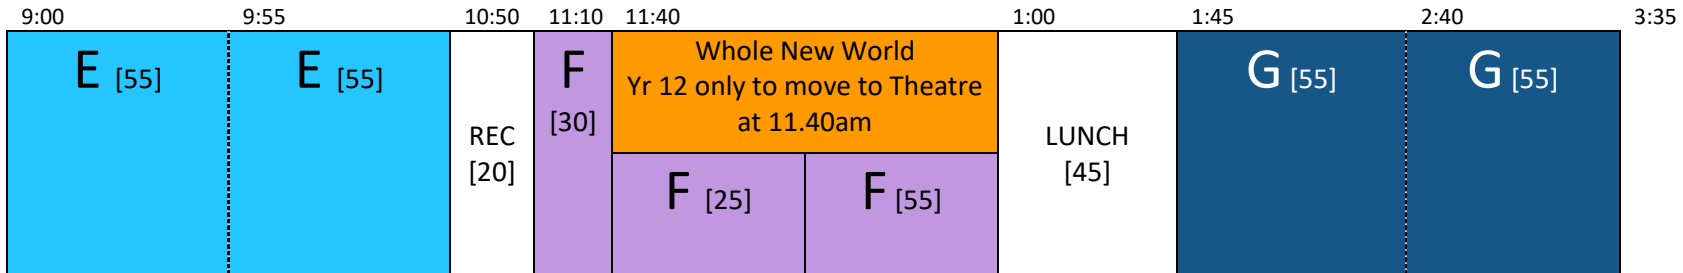 9:00 9:55 10:50 11:10 11:40 1:00 1:45 2:40 3:35
E [55]
E [55]
REC
[20]
F
[30]
Whole New World
Yr 12 only to move to Theatre
at 11.40am
F [25]
F [55]
LUNCH
[45]
G [55]
G [55]